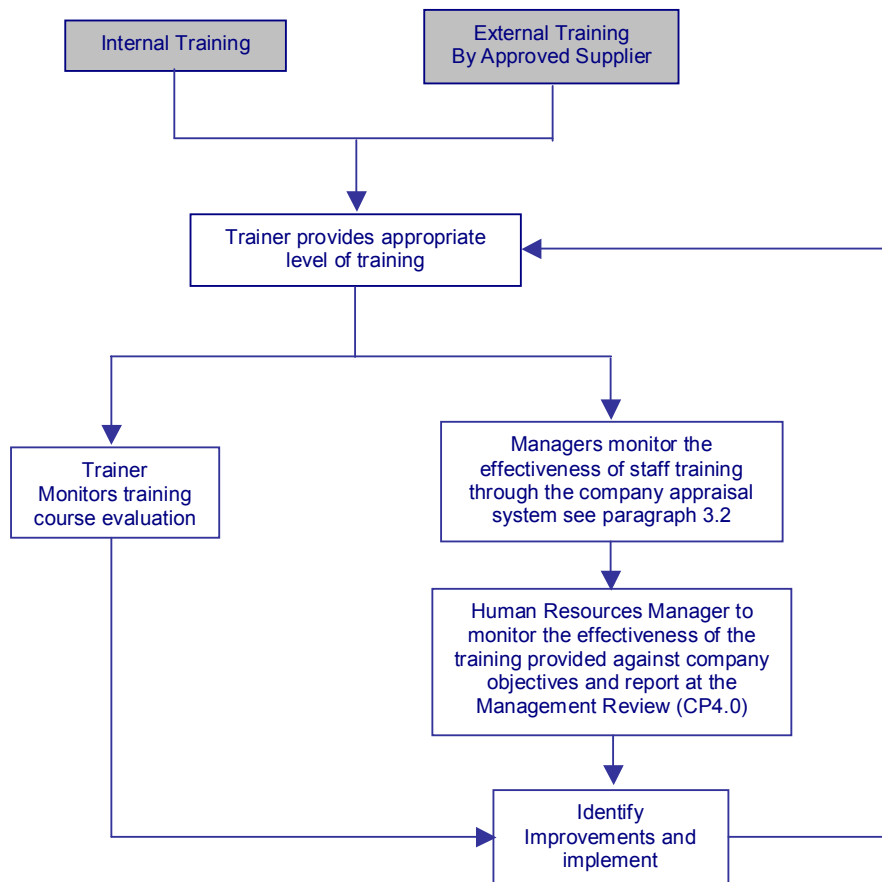 Internal Training
External Training
By Approved Supplier
Trainer provides appropriate
level of training
Trainer
Monitors training
course evaluation
Managers monitor the
effectiveness of staff training
through the company appraisal
system see paragraph 3.2
Human Resources Manager to
monitor the effectiveness of the
training provided against company
objectives and report at the
Management Review (CP4.0)
Identify
Improvements and
implement